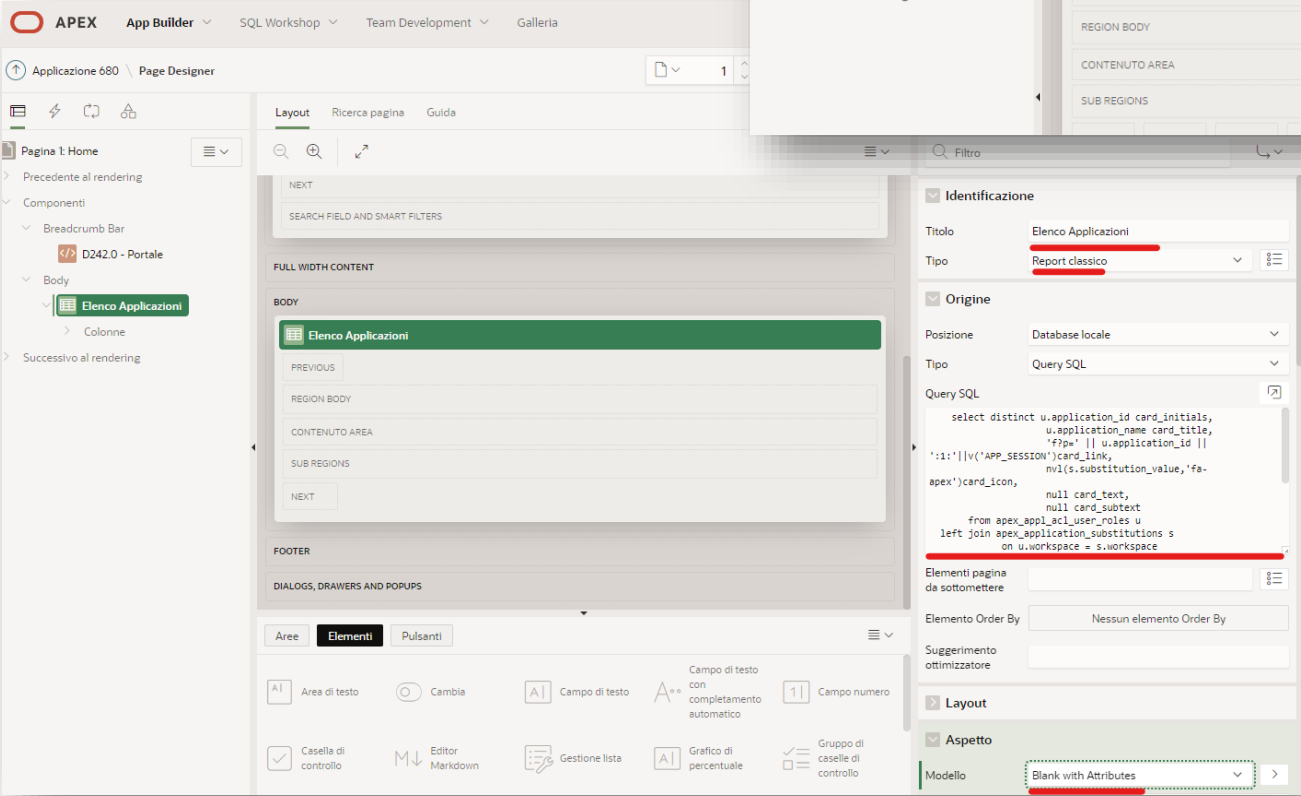 APEX
App Builder
SQL Workshop
Team Development
Galleria
Applicazione 680 \ Page Designer
1
Pagina 1: Home
Precedente al rendering
Componenti
Breadcrumb Bar
D242.0 - Portale
Body
Elenco Applicazioni
Colonne
Successivo al rendering
Layout
Ricerca pagina
Guida
NEXT
SEARCH FIELD AND SMART FILTERS
FULL WIDTH CONTENT
BODY
Elenco Applicazioni
PREVIOUS
REGION BODY
CONTENUTO AREA
SUB REGIONS
NEXT
FOOTER
DIALOGS, DRAWERS AND POPUPS
Aree
Elementi
Pulsanti
Area di testo
Cambia
Campo di testo
Campo di testo
con
completamento
automatico
Campo numero
Casella di
controllo
Editor
Markdown
Gestione lista
Grafico di
percentuale
Gruppo di
caselle di
controllo
REGION BODY
CONTENUTO AREA
SUB REGIONS
Filtro
Identificazione
Titolo
Elenco Applicazioni
Tipo
Report classico
Origine
Posizione
Database locale
Tipo
Query SQL
Query SQL
select distinct u.application_id card_initials,
u.application_name card_title,
'f?p=' || u.application_id ||
':1:'||v('APP_SESSION')card_link,
nvl(s.substitution_value,'fa-
apex')card_icon,
null card_text,
null card_subtext
from apex_appl_acl_user_roles u
left join apex_application_substitutions s
on u.workspace = s.workspace
Elementi pagina
da sottomettere
Elemento Order By
Nessun elemento Order By
Suggerimento
ottimizzatore
Layout
Aspetto
Modello
Blank with Attributes